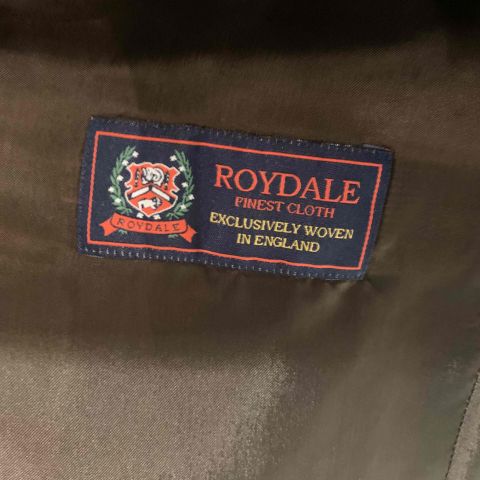 ROYDALE
ROYDALE
FINEST CLOTH
EXCLUSIVELY WOVEN
IN ENGLAND